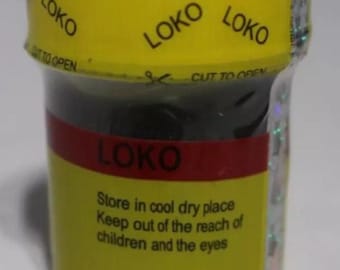 LOKO
LOKO LOKO LOKO
CUT TO OPEN
CUT TO OPEN
LOKO
Store in cool dry place
Keep out of the reach of
children and the eyes